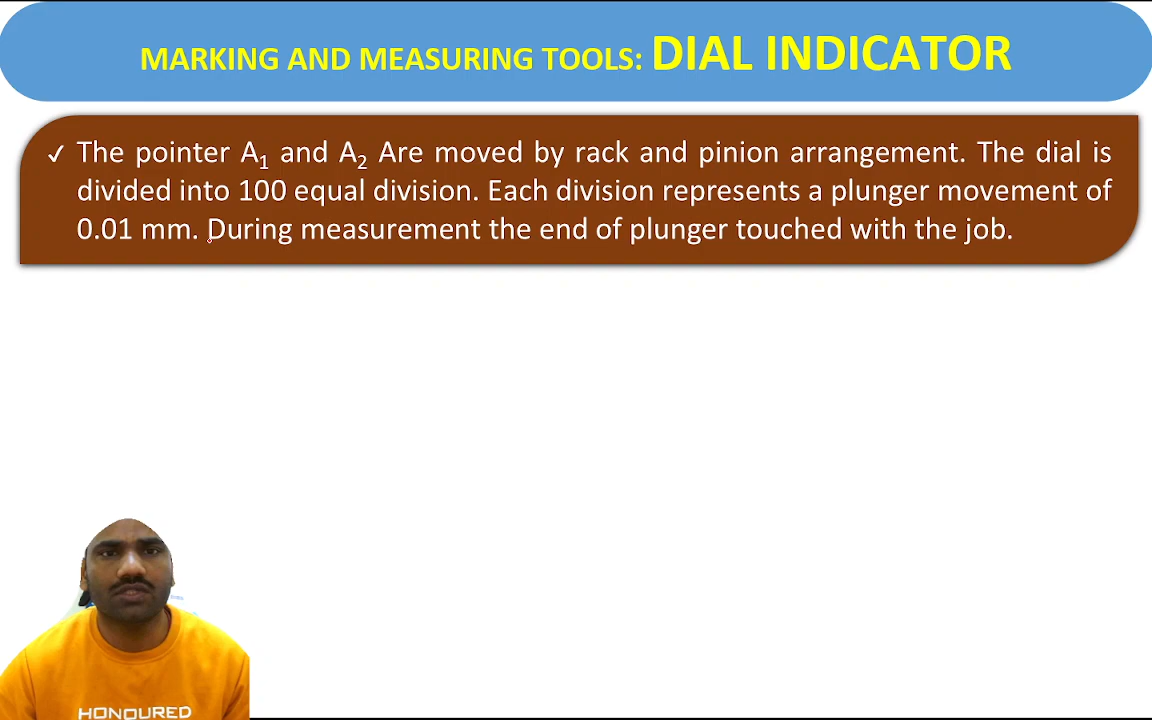 MARKING AND MEASURING TOOLS: DIAL INDICATOR
✓ The pointer A₁ and A₂ Are moved by rack and pinion arrangement. The dial is
divided into 100 equal division. Each division represents a plunger movement of
0.01 mm. During measurement the end of plunger touched with the job.
HONOURED